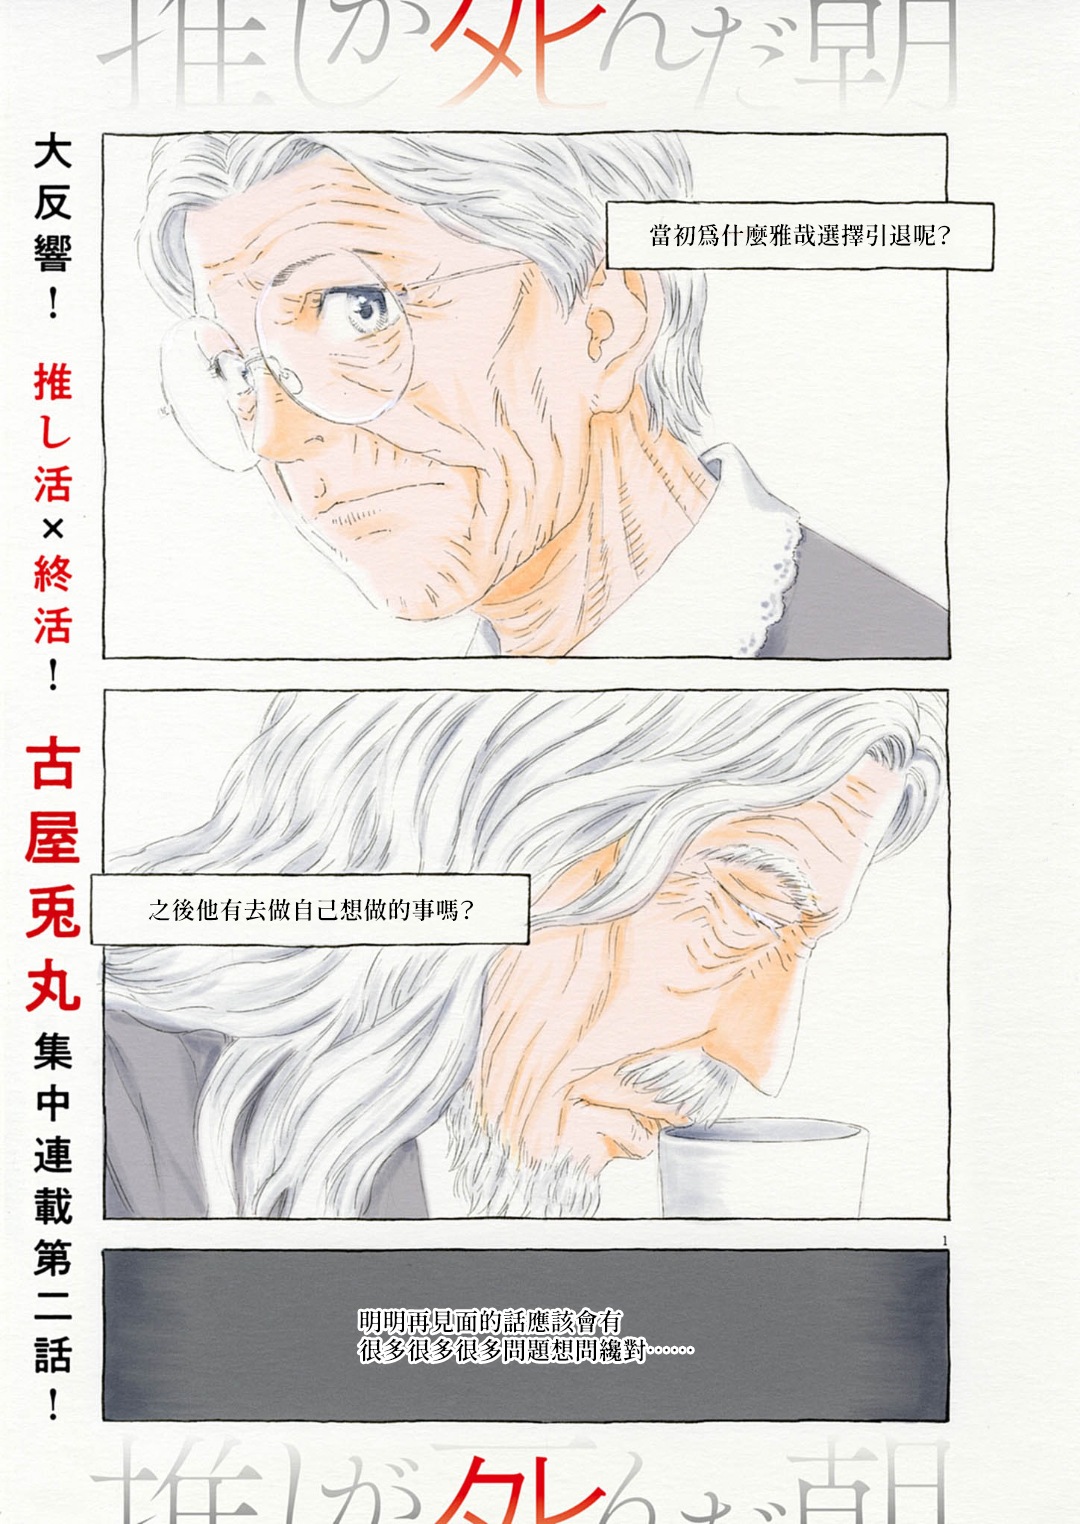 推しが死んだ朝
大反響！ 推し活×終活！ 古屋兎丸集中連載第二話！
當初爲什麼雅哉選擇引退呢?
之後他有去做自己想做的事嗎?
1
明明再見面的話應該會有
很多很多很多問題想問纔對……
推しが死んだ朝